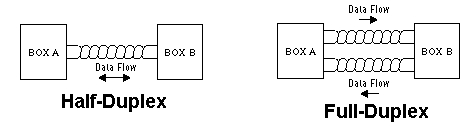 BOX A
BOX B
Data Flow
Half-Duplex
Data Flow
BOX A
BOX B
Data Flow
Full-Duplex